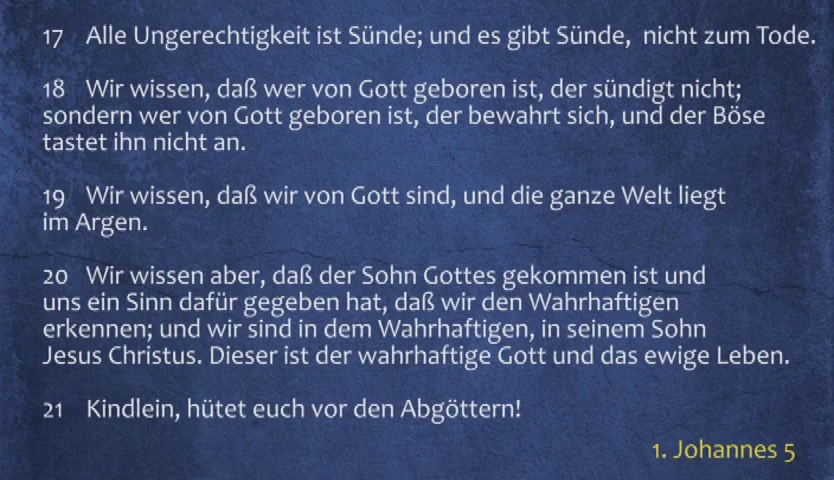 17 Alle Ungerechtigkeit ist Sünde; und es gibt Sünde, nicht zum Tode.
18 Wir wissen, daß wer von Gott geboren ist, der sündigt nicht;
sondern wer von Gott geboren ist, der bewahrt sich, und der Böse
tastet ihn nicht an.
19 Wir wissen, daß wir von Gott sind, und die ganze Welt liegt
im Argen.
20 Wir wissen aber, daß der Sohn Gottes gekommen ist und
uns ein Sinn dafür gegeben hat, daß wir den Wahrhaftigen
erkennen; und wir sind in dem Wahrhaftigen, in seinem Sohn
Jesus Christus. Dieser ist der wahrhaftige Gott und das ewige Leben.
21 Kindlein, hütet euch vor den Abgöttern!
1. Johannes 5